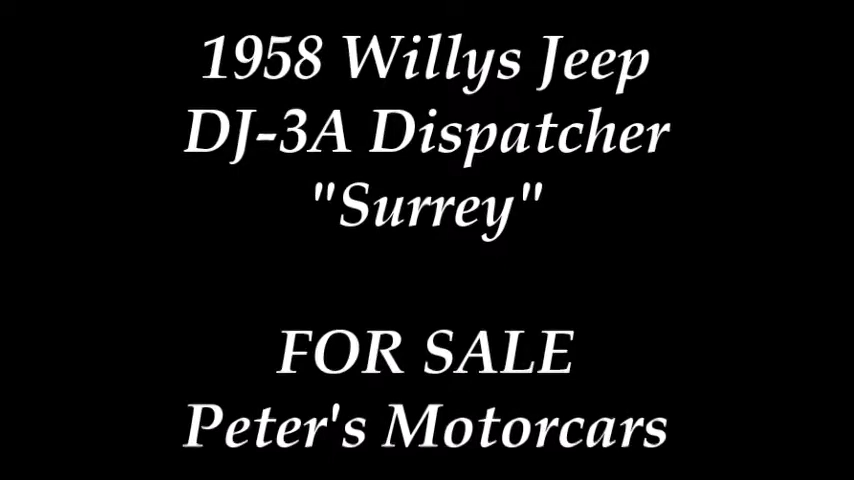 1958 Willys Jeep
DJ-3A Dispatcher
"Surrey"
FOR SALE
Peter's Motorcars